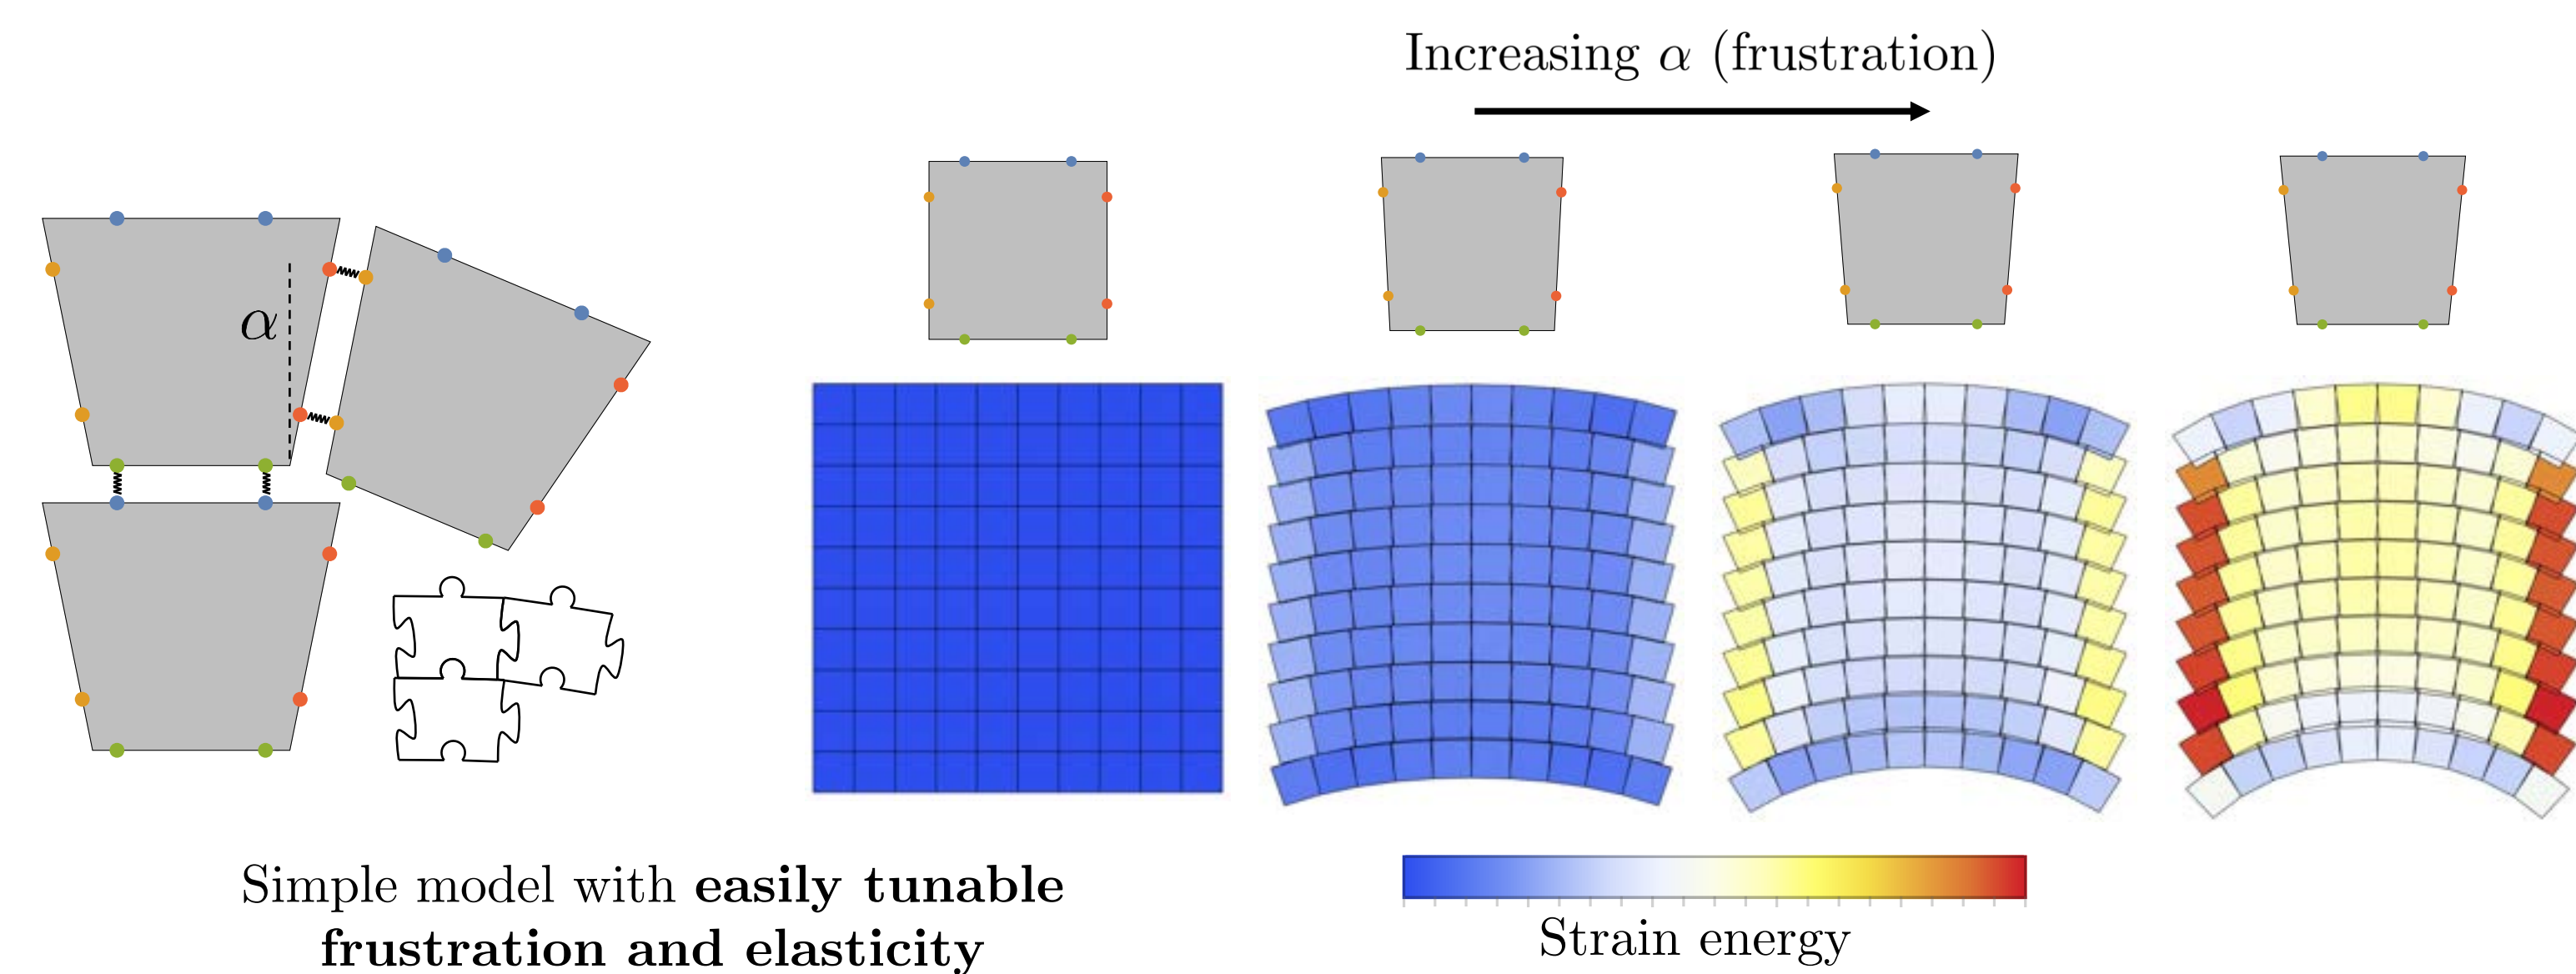 Increasing α (frustration)
α
Simple model with easily tunable
frustration and elasticity
Strain energy